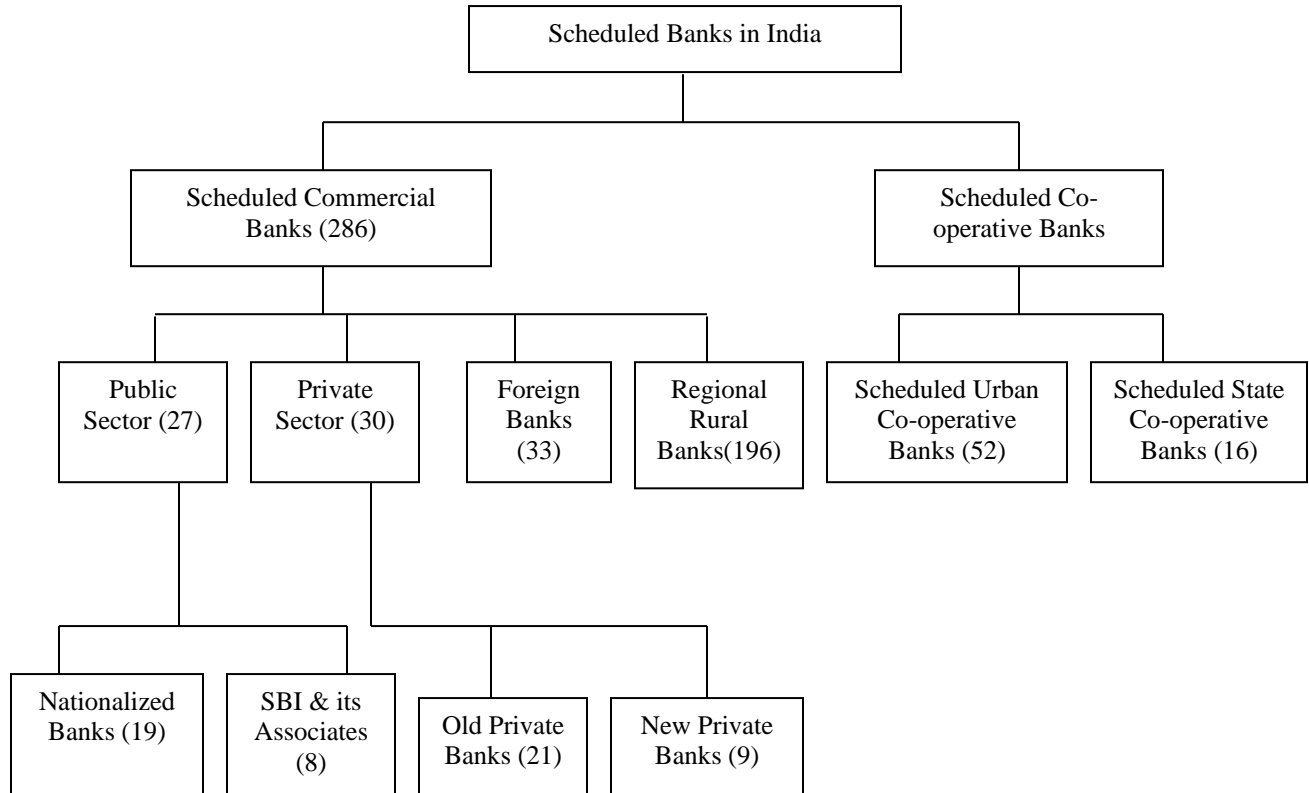 Scheduled Banks in India
Scheduled Commercial
Banks (286)
Scheduled Co-
operative Banks
Public
Sector (27)
Private
Sector (30)
Foreign
Banks
(33)
Regional
Rural
Banks(196)
Scheduled Urban
Co-operative
Banks (52)
Scheduled State
Co-operative
Banks (16)
Nationalized
Banks (19)
SBI & its
Associates
(8)
Old Private
Banks (21)
New Private
Banks (9)